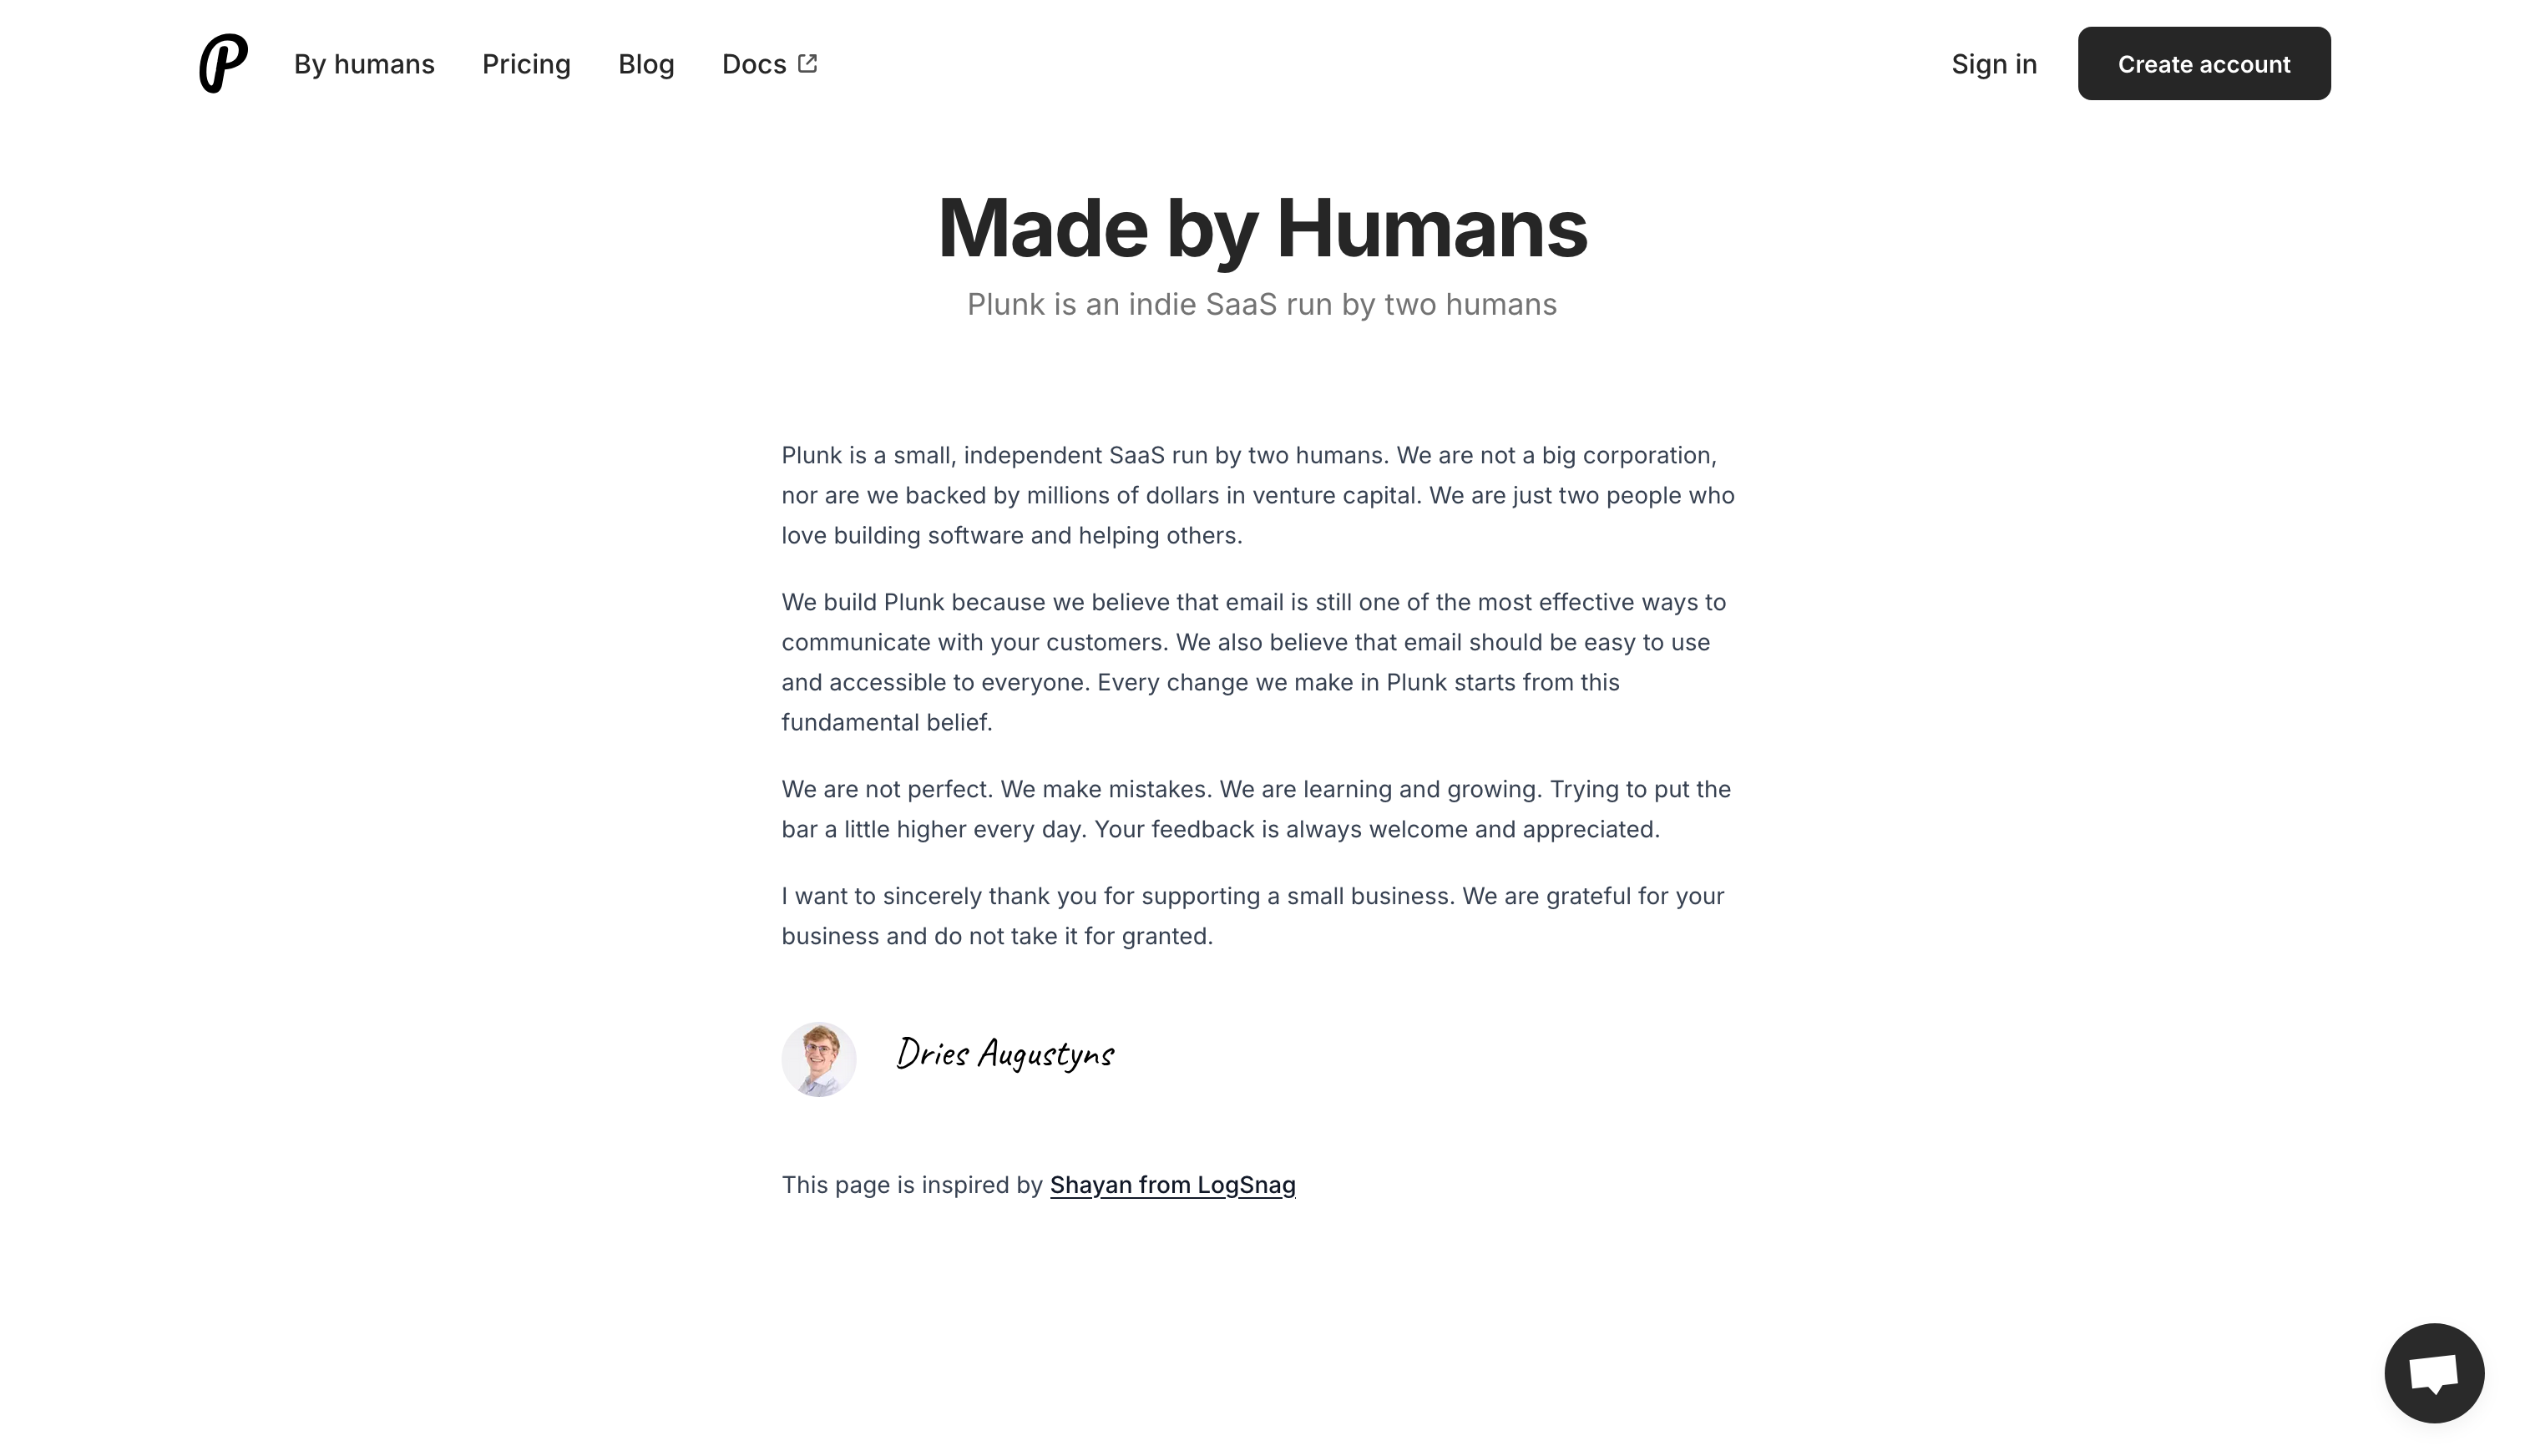 By humans
Pricing
Blog
Docs
Sign in
Create account
Made by Humans
Plunk is an indie SaaS run by two humans
Plunk is a small, independent SaaS run by two humans. We are not a big corporation,
nor are we backed by millions of dollars in venture capital. We are just two people who
love building software and helping others.
We build Plunk because we believe that email is still one of the most effective ways to
communicate with your customers. We also believe that email should be easy to use
and accessible to everyone. Every change we make in Plunk starts from this
fundamental belief.
We are not perfect. We make mistakes. We are learning and growing. Trying to put the
bar a little higher every day. Your feedback is always welcome and appreciated.
I want to sincerely thank you for supporting a small business. We are grateful for your
business and do not take it for granted.
Dries Augustyns
This page is inspired by Shayan from LogSnag